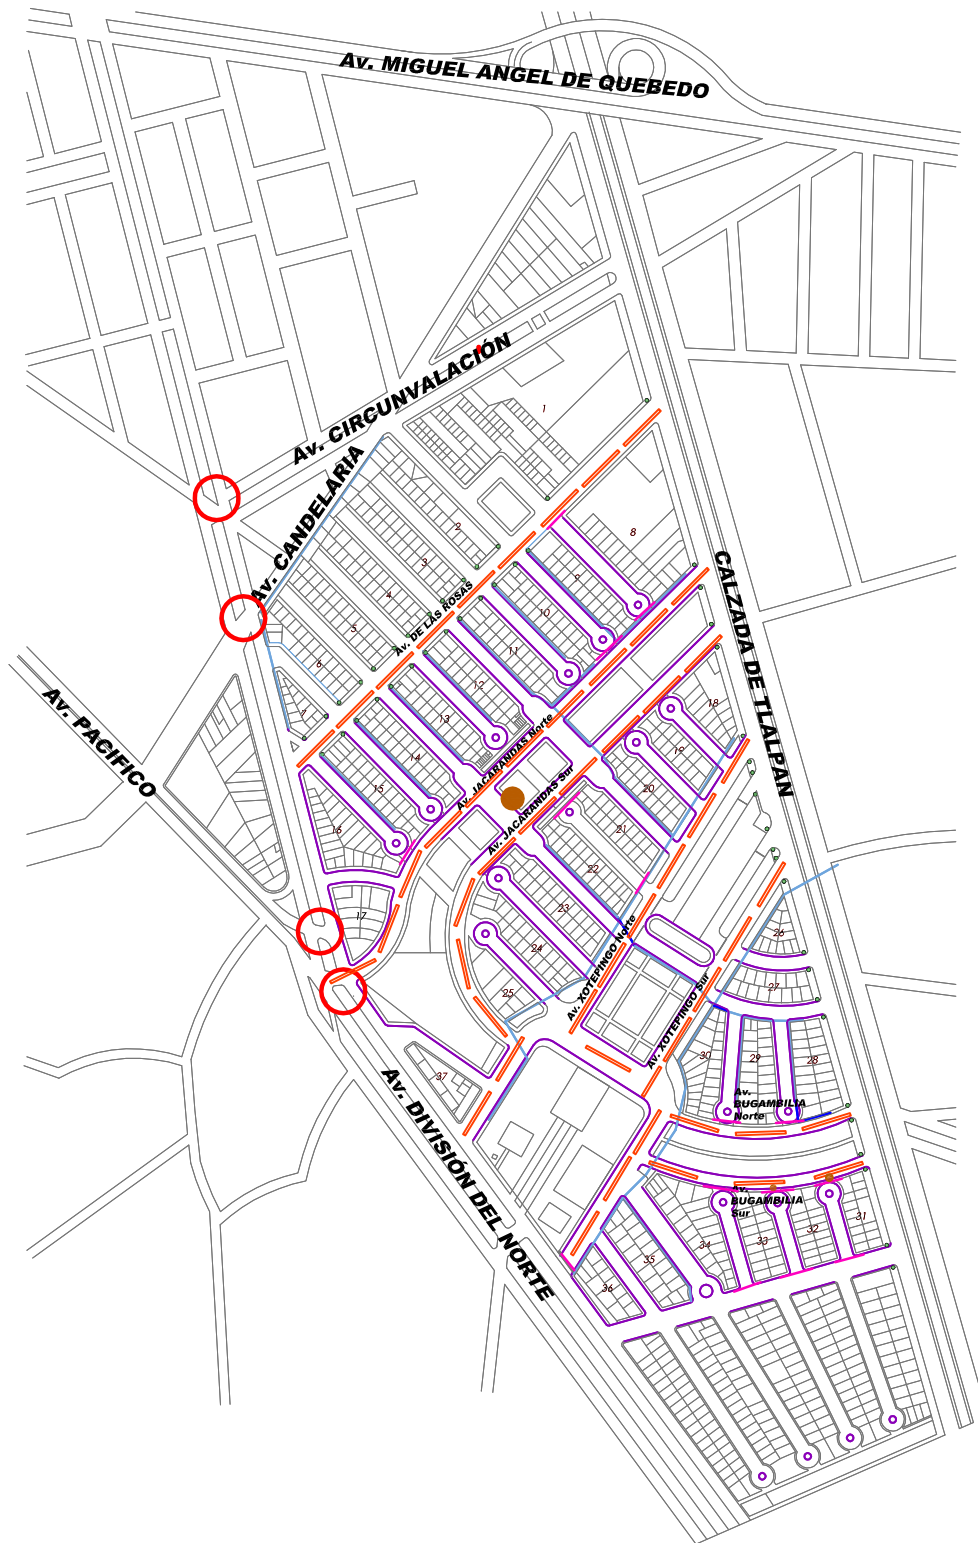 Av. MIGUEL ANGEL DE QUEBEDO
Av. CIRCUNVALACIÓN
1
Av. CANDELARIA
2
8
3
9
4
Av. DE LAS ROSAS
10
5
11
6
12
CALZADA DE TLALPAN
7
13
18
Av. PACIFICO
Av. JACARANDAS Norte
19
14
15
20
Av. JACARANDAS Sur
16
21
22
17
23
26
24
Av. XOTEPINGO Norte
27
25
Av. XOTEPINGO Sur
30
29
28
37
Av.
BUGAMBILIA
Norte
Av. DIVISIÓN DEL NORTE
Av.
BUGAMBILIA
Sur
31
32
33
34
35
36